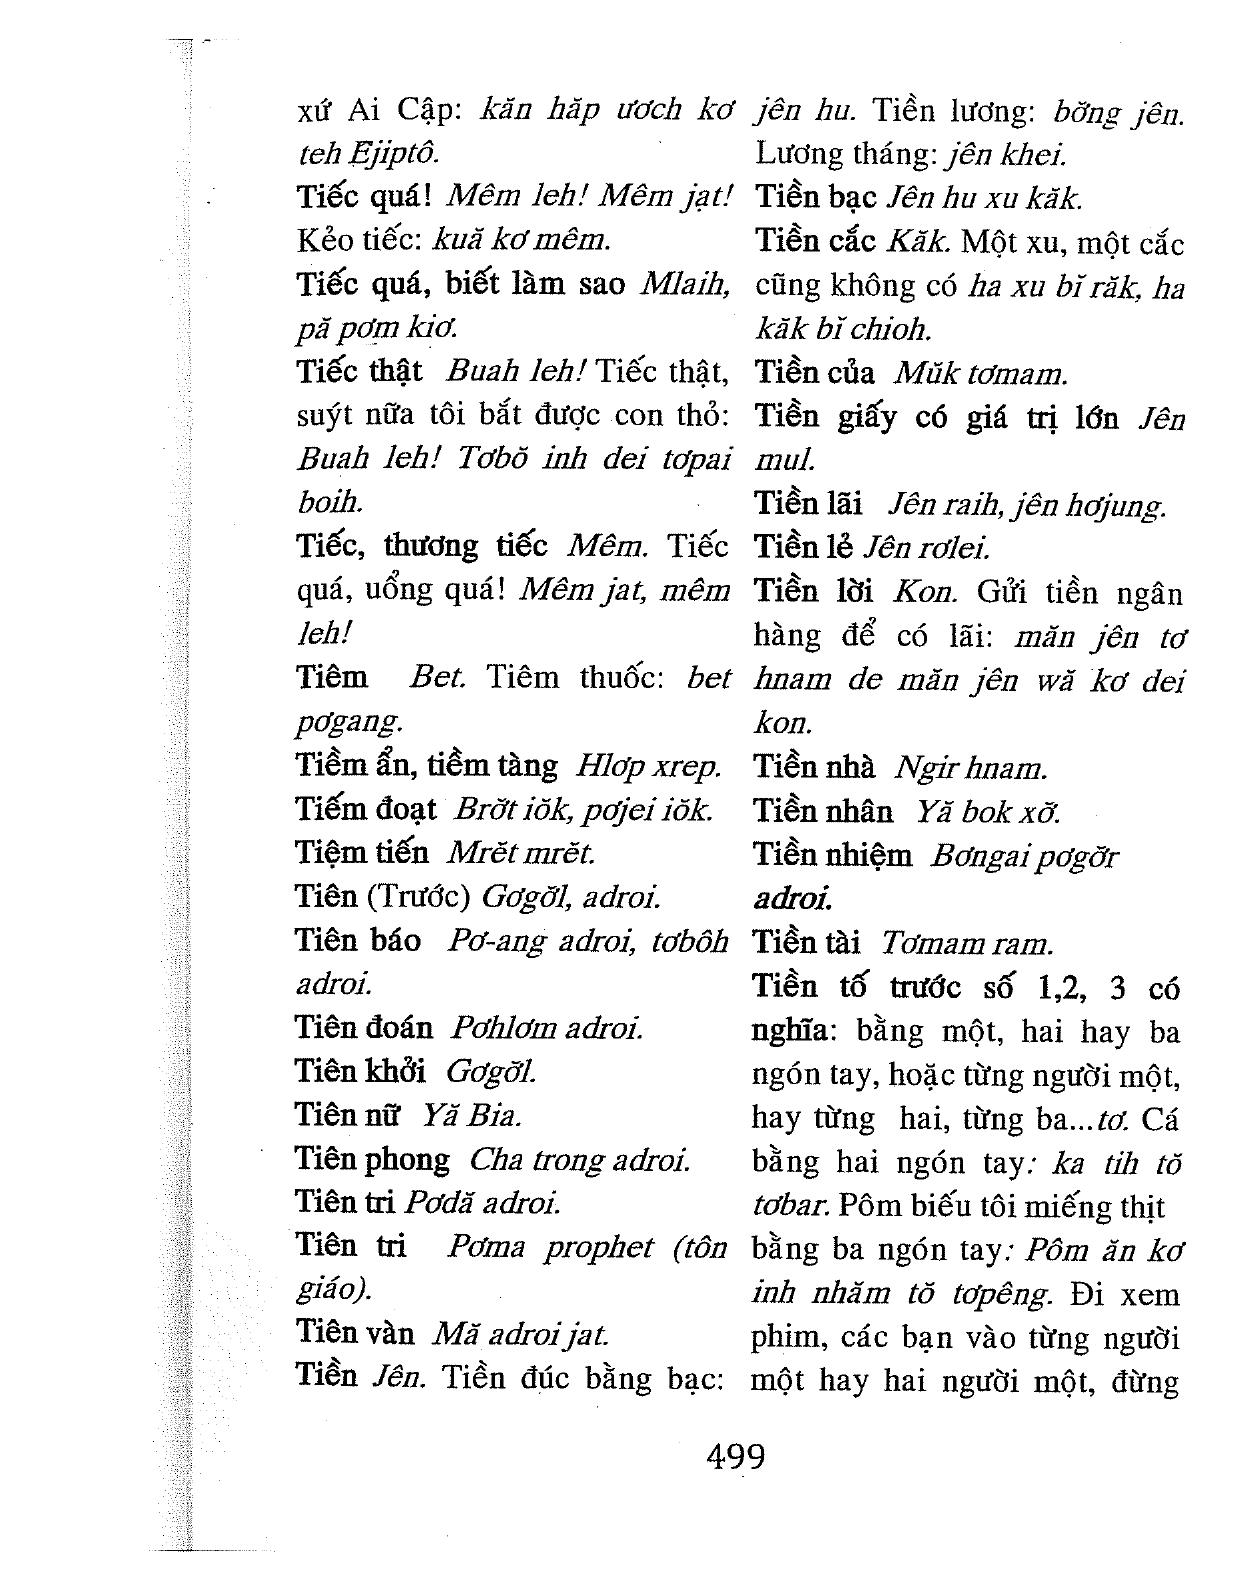 xứ Ai Cập: kăn hăp ươch kơ
teh Ejiptô.
Tiếc quá! Mêm leh! Mêm jạt!
Kẻo tiếc: kuă kơ mêm.
Tiếc quá, biết làm sao Mlaih,
pă pơm kiơ.
Tiếc thật Buah leh! Tiếc thật,
suýt nữa tôi bắt được con thỏ:
Buah leh! Tơbŏ inh dei tơpai
boih.
Tiếc, thương tiếc Mêm. Tiếc
quá, uổng quá! Mêm jat, mêm
leh!
Tiêm Bet. Tiêm thuốc: bet
pơgang.
Tiềm ẩn, tiềm tàng Hlơp xrep.
Tiếm đoạt Brơ̆t iŏk, pơjei iŏk.
Tiệm tiến Mrĕt mrĕt.
Tiên (Trước) Gơgơ̆l, adroi.
Tiên báo Pơ-ang adroi, tơbôh
adroi.
Tiên đoán Pơhlơm adroi.
Tiên khởi Gơgơ̆l.
Tiên nữ Yă Bia.
Tiên phong Cha trong adroi.
Tiên tri Pơdă adroi.
Tiên tri Pơma prophet (tôn
giáo).
Tiên vàn Mă adroi jat.
Tiền Jên. Tiền đúc bằng bạc:
jên hu. Tiền lương: bơ̆ng jên.
Lương tháng: jên khei.
Tiền bạc Jên hu xu kăk.
Tiền cắc Kăk. Một xu, một cắc
cũng không có ha xu bĭ răk, ha
kăk bĭ chioh.
Tiền của Mŭk tơmam.
Tiền giấy có giá trị lớn Jên
mul.
Tiền lãi Jên raih, jên hơjung.
Tiền lẻ Jên rơlei.
Tiền lời Kon. Gửi tiền ngân
hàng để có lãi: măn jên tơ
hnam de măn jên wă kơ dei
kon.
Tiền nhà Ngir hnam.
Tiền nhân Yă bok xơ̆.
Tiền nhiệm Bơngai pơgơ̆r
adroi.
Tiền tài Tơmam ram.
Tiền tố trước số 1,2, 3 có
nghĩa: bằng một, hai hay ba
ngón tay, hoặc từng người một,
hay từng hai, từng ba...tơ. Cá
bằng hai ngón tay: ka tih tŏ
tơbar. Pôm biếu tôi miếng thịt
bằng ba ngón tay: Pôm ăn kơ
inh nhăm tŏ tơpêng. Đi xem
phim, các bạn vào từng người
một hay hai người một, đừng
499